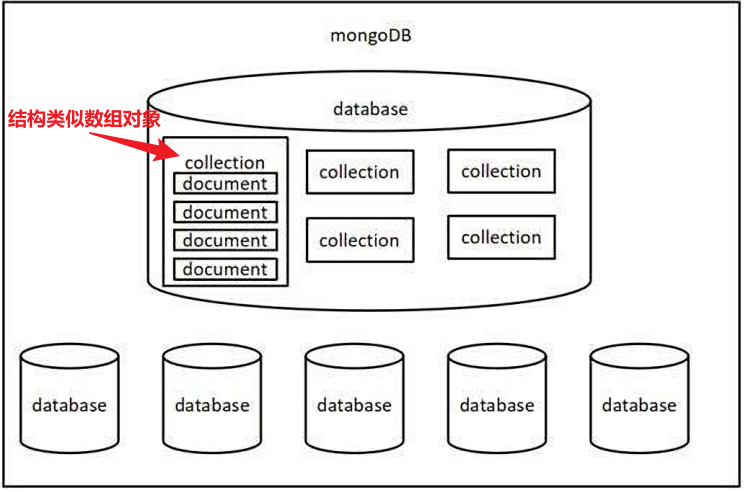 mongoDB
database
结构类似数组对象
collection
document
document
document
document
collection
collection
collection
collection
database
database
database
database
database